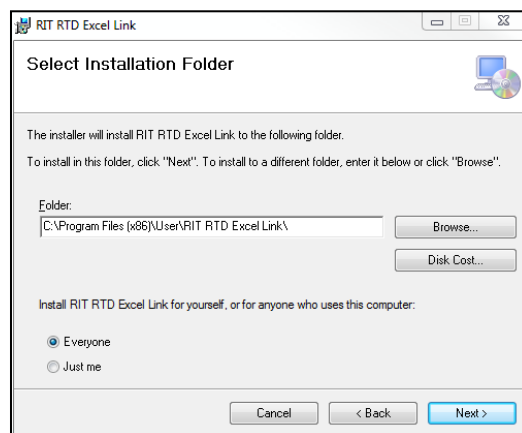 RIT RTD Excel Link
Select Installation Folder
The installer will install RIT RTD Excel Link to the following folder.
To install in this folder, click "Next". To install to a different folder, enter it below or click "Browse".
Folder:
C:\Program Files (x86)\User\RIT RTD Excel Link\
Browse...
Disk Cost...
Install RIT RTD Excel Link for yourself, or for anyone who uses this computer:
Everyone
Just me
Cancel
< Back
Next >